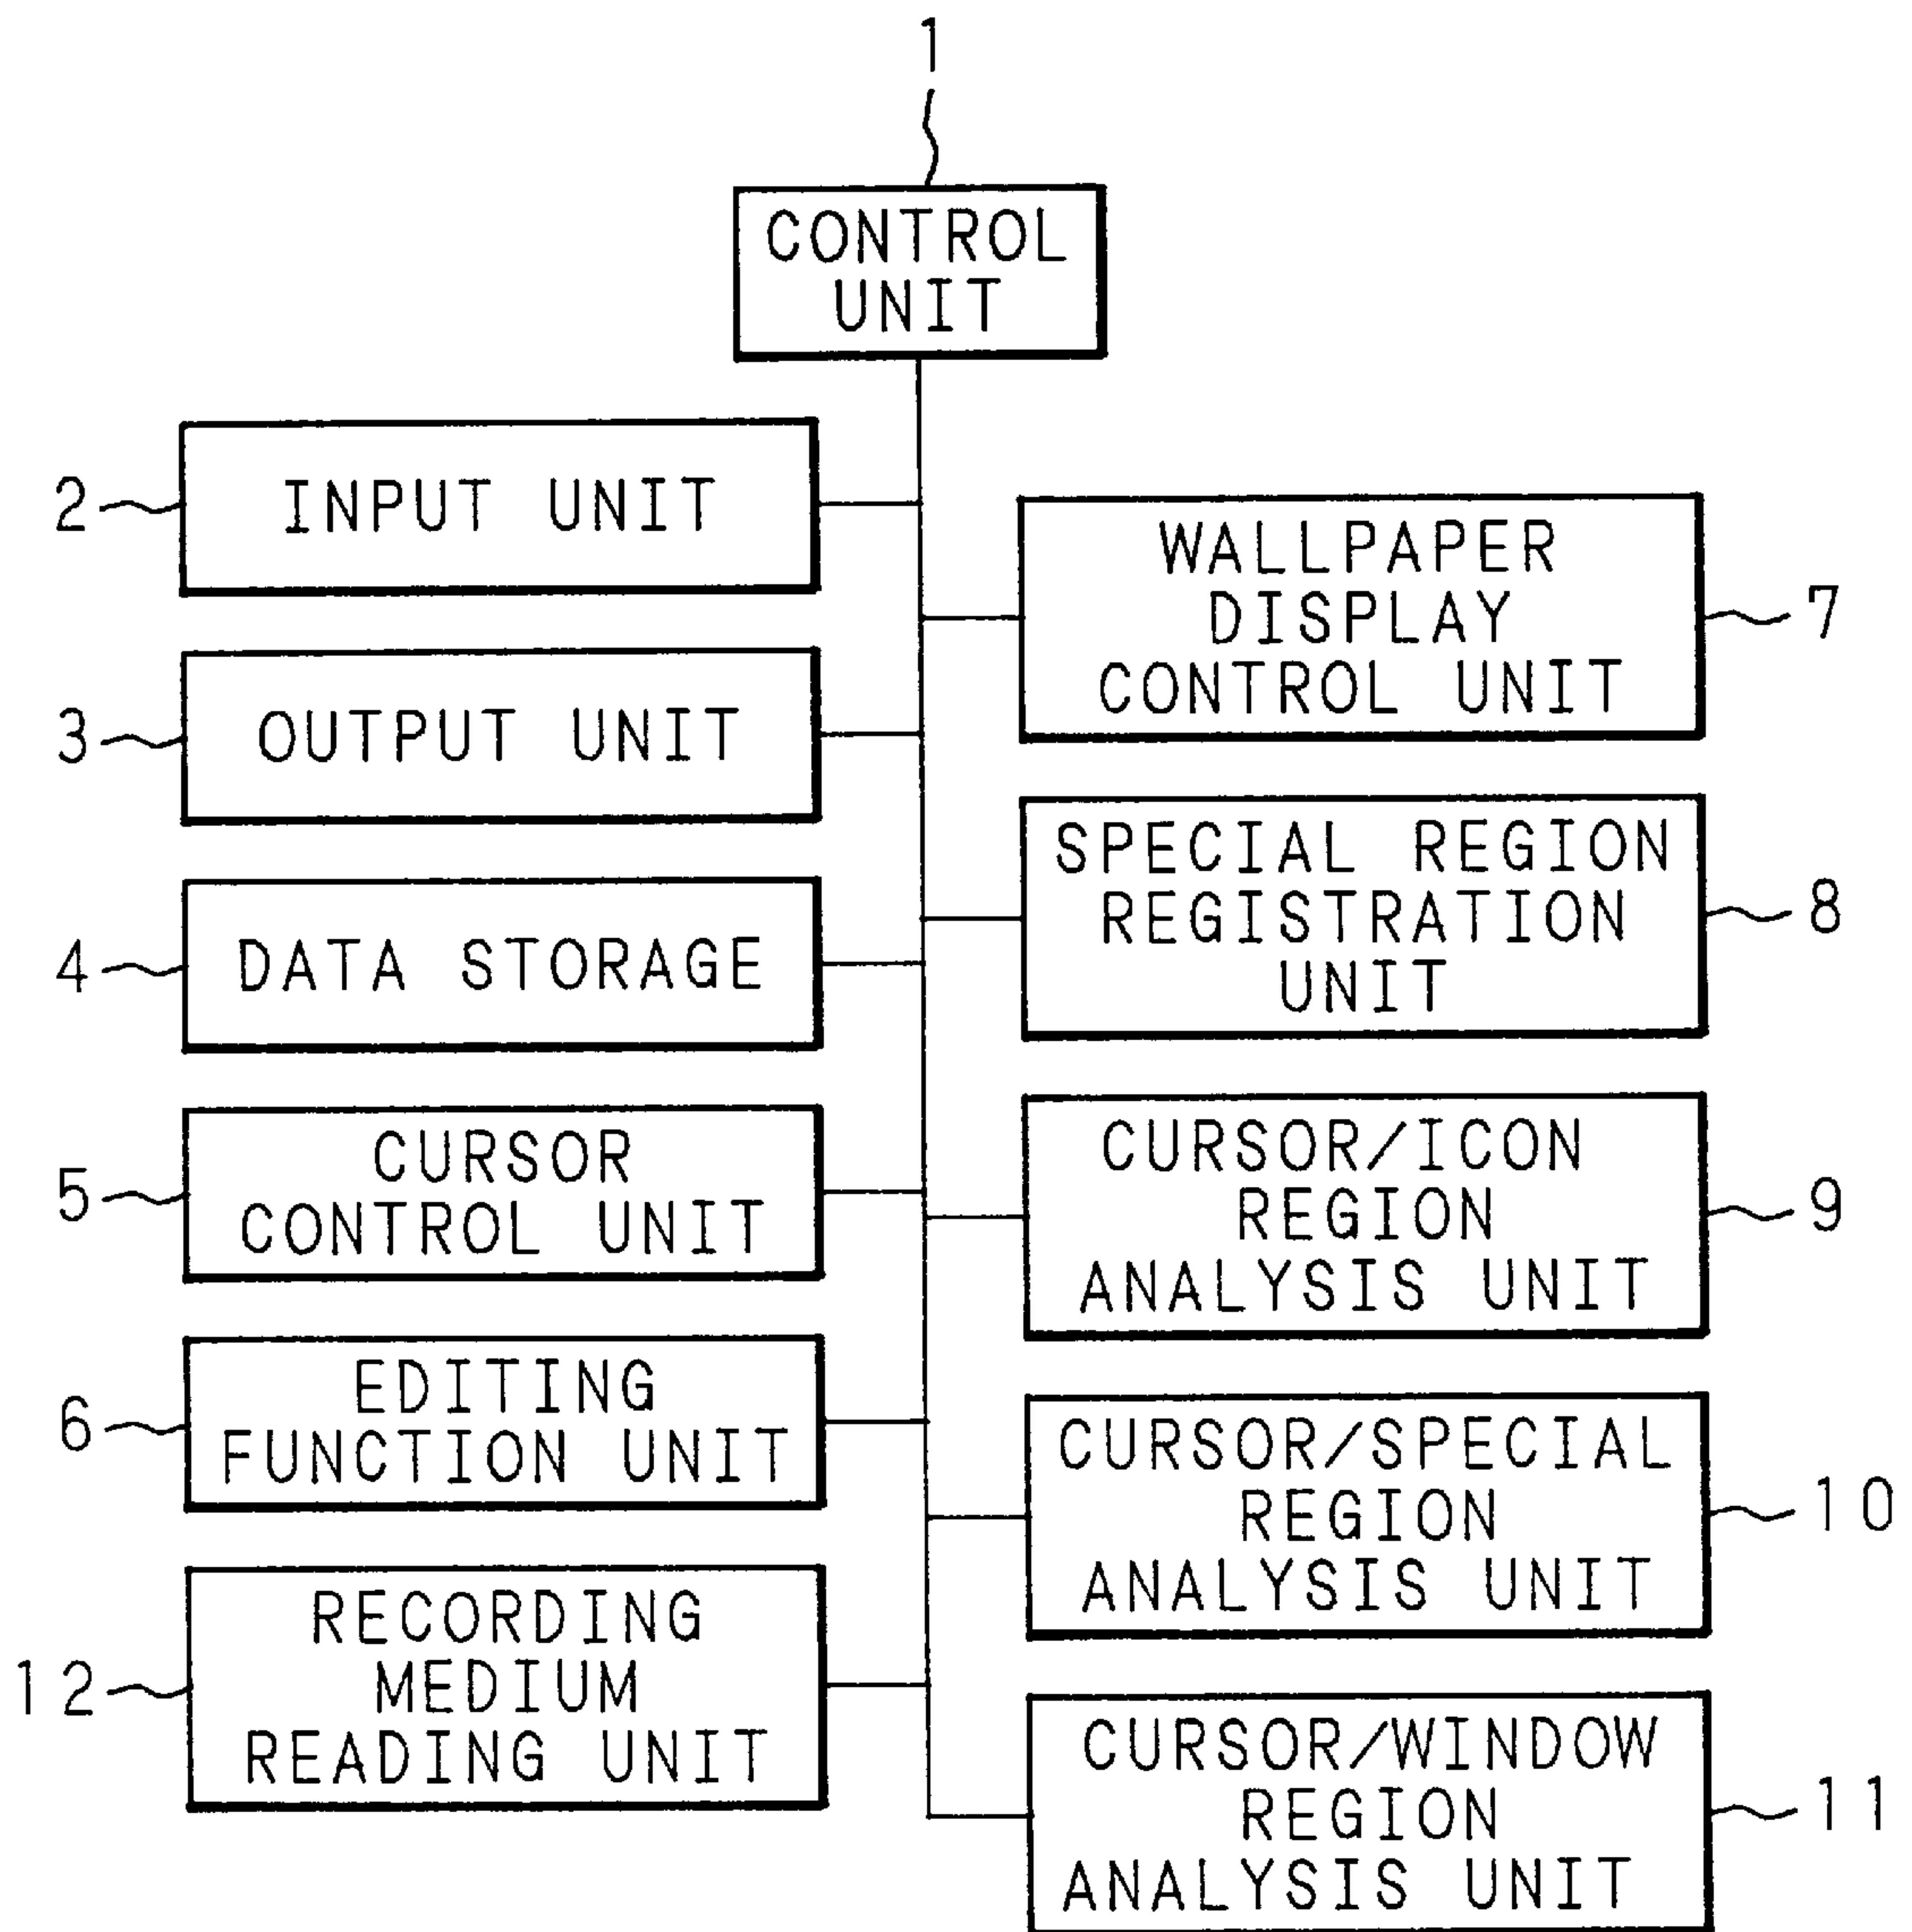 1
CONTROL
UNIT
2
INPUT UNIT
3
OUTPUT UNIT
4
DATA STORAGE
5
CURSOR
CONTROL UNIT
6
EDITING
FUNCTION UNIT
12
RECORDING
MEDIUM
READING UNIT
WALLPAPER
DISPLAY
CONTROL UNIT
7
SPECIAL REGION
REGISTRATION
UNIT
8
CURSOR/ICON
REGION
ANALYSIS UNIT
9
CURSOR/SPECIAL
REGION
ANALYSIS UNIT
10
CURSOR/WINDOW
REGION
ANALYSIS UNIT
11